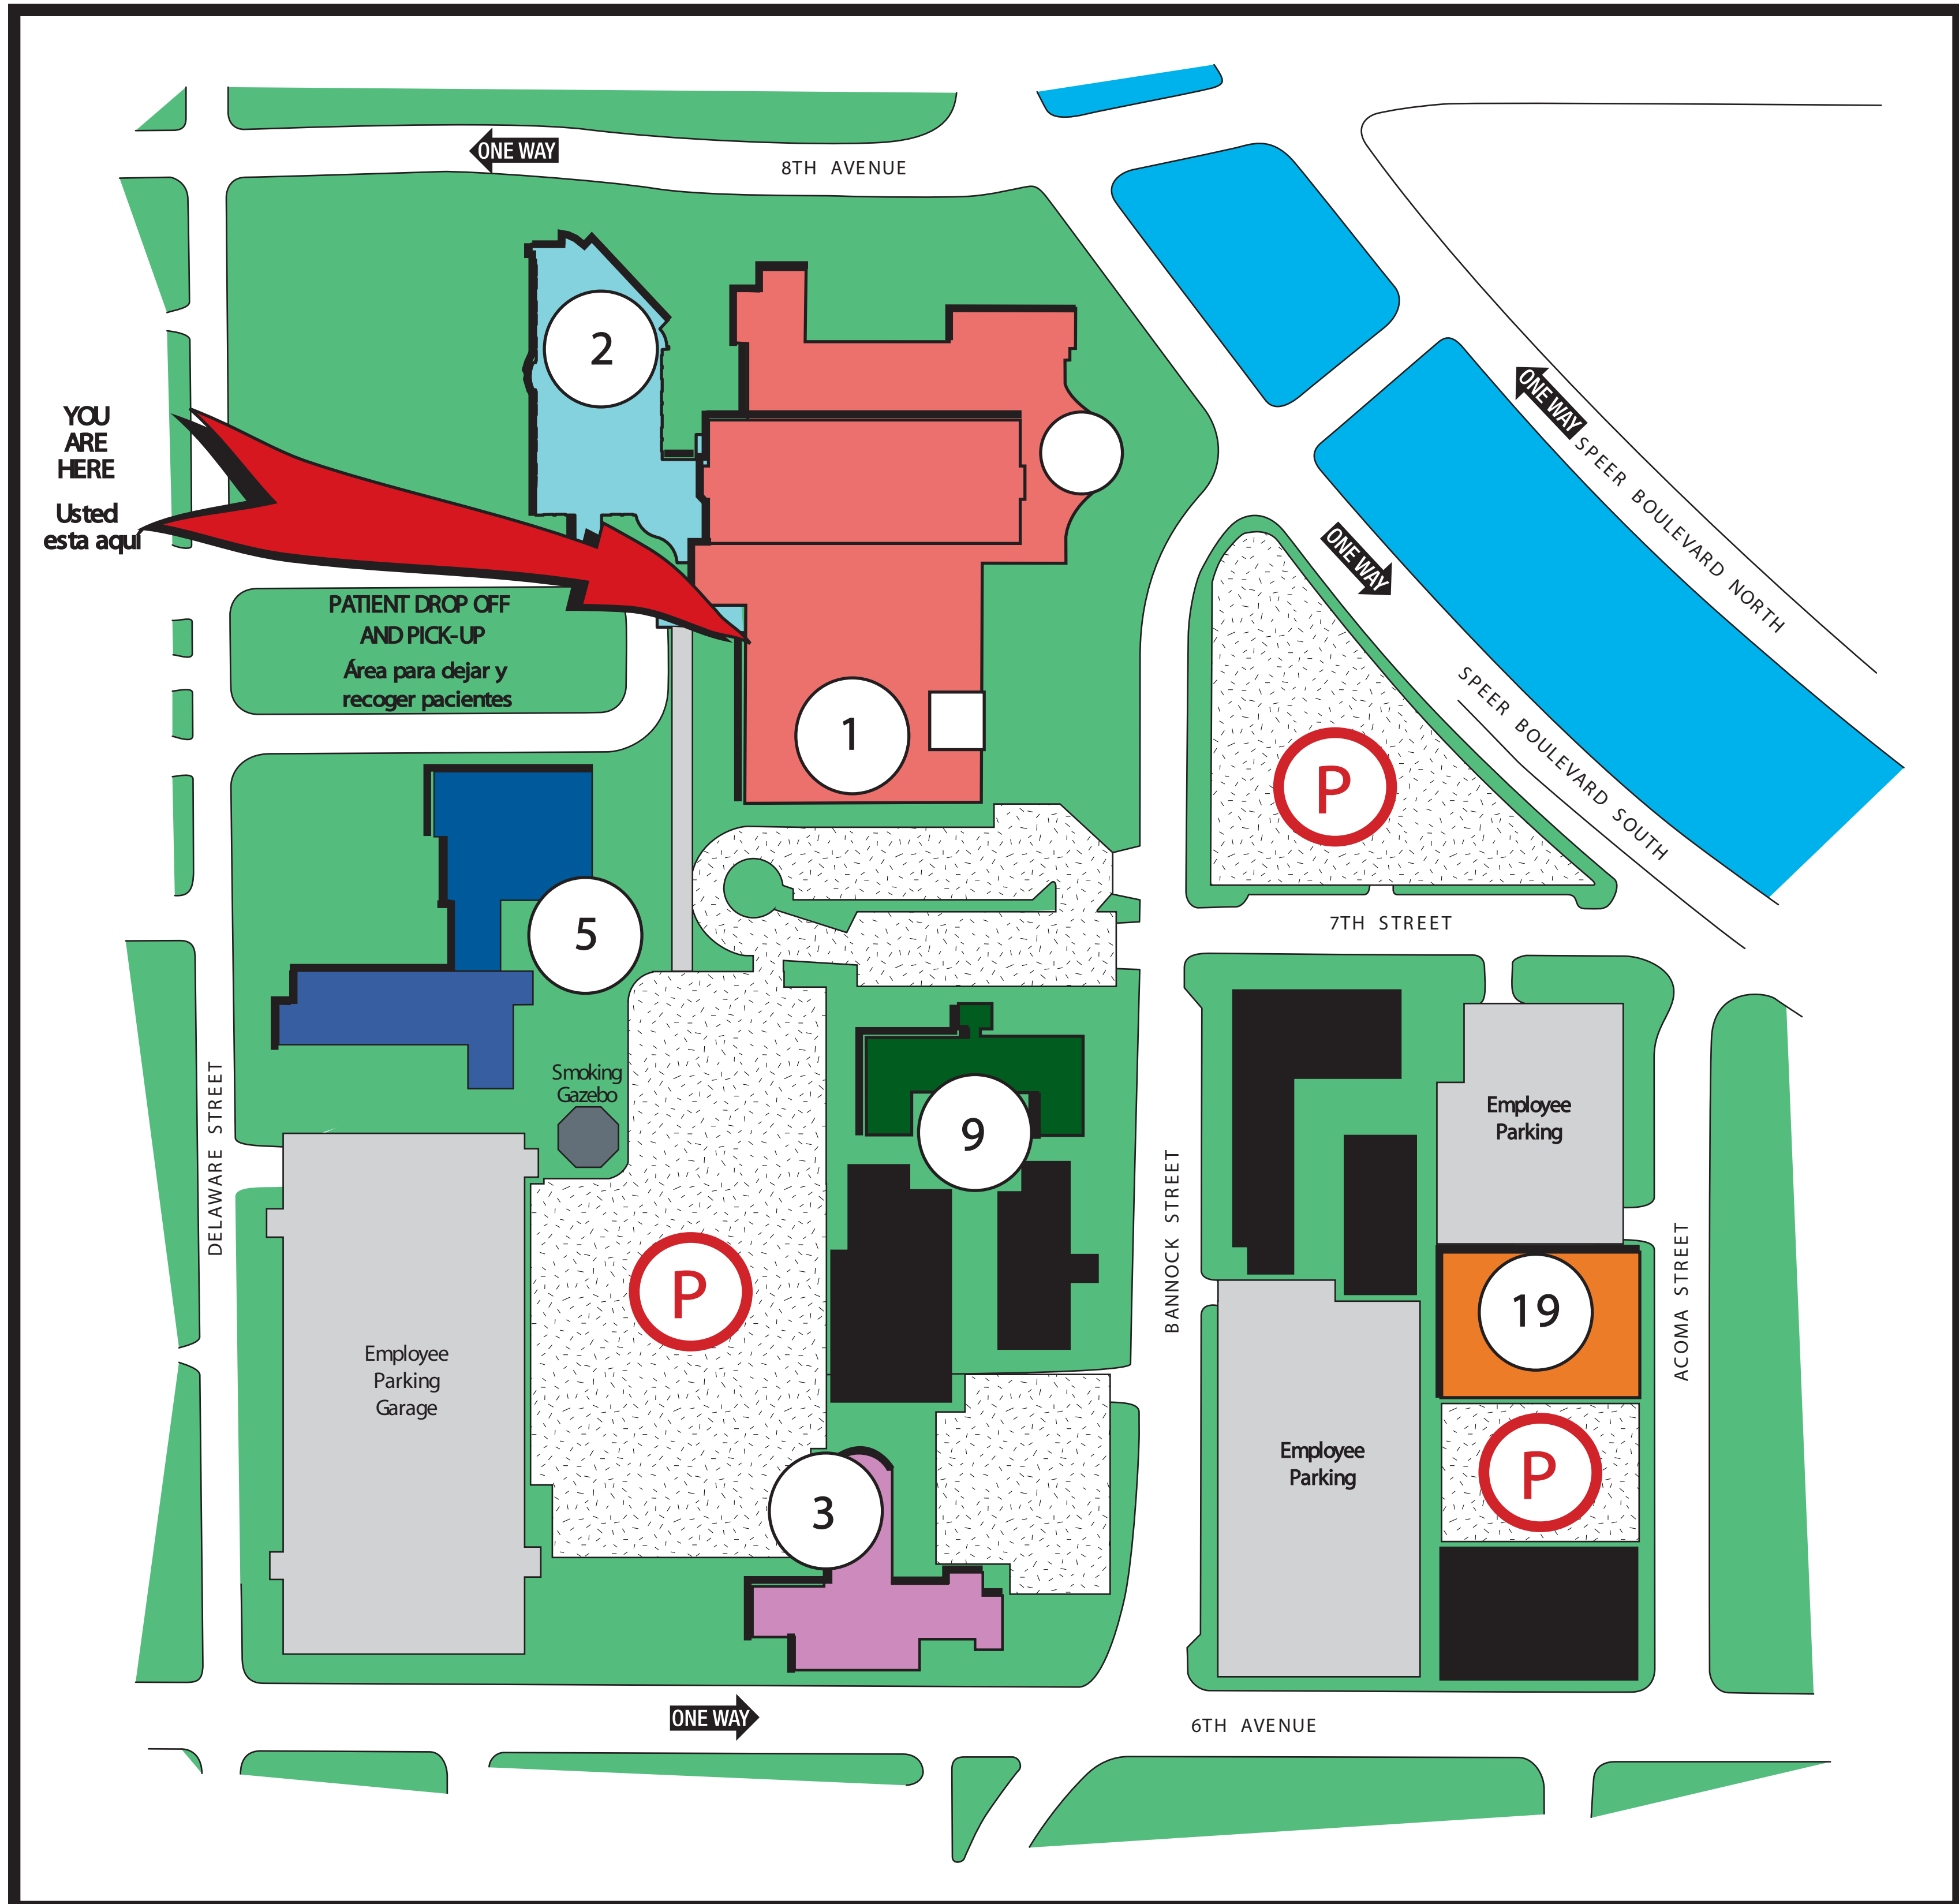 ONE WAY
8TH AVENUE
2
YOU
ARE
HERE
Usted
esta aquí
ONE WAY
SPEER BOULEVARD NORTH
ONE WAY
PATIENT DROP OFF
AND PICK-UP
Área para dejar y
recoger pacientes
1
P
SPEER BOULEVARD SOUTH
5
7TH STREET
Smoking
Gazebo
9
Employee
Parking
DELAWARE STREET
BANNOCK STREET
ACOMA STREET
P
19
Employee
Parking
Garage
Employee
Parking
P
3
ONE WAY
6TH AVENUE